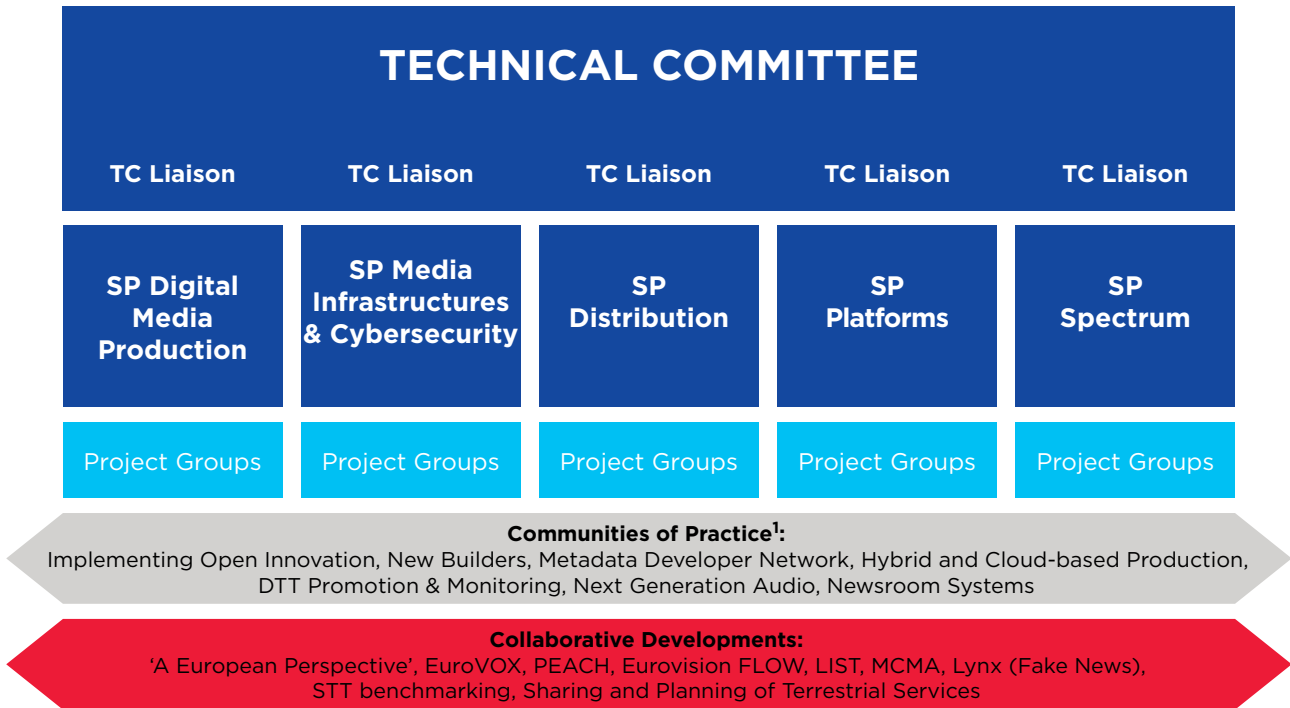 TECHNICAL COMMITTEE
TC Liaison TC Liaison TC Liaison TC Liaison TC Liaison
SP Digital
Media
Production
SP Media
Infrastructures
& Cybersecurity
SP
Distribution
SP
Platforms
SP
Spectrum
Project Groups Project Groups Project Groups Project Groups Project Groups
Communities of Practice¹:
Implementing Open Innovation, New Builders, Metadata Developer Network, Hybrid and Cloud-based Production,
DTT Promotion & Monitoring, Next Generation Audio, Newsroom Systems
Collaborative Developments:
‘A European Perspective’, EuroVOX, PEACH, Eurovision FLOW, LIST, MCMA, Lynx (Fake News),
STT benchmarking, Sharing and Planning of Terrestrial Services